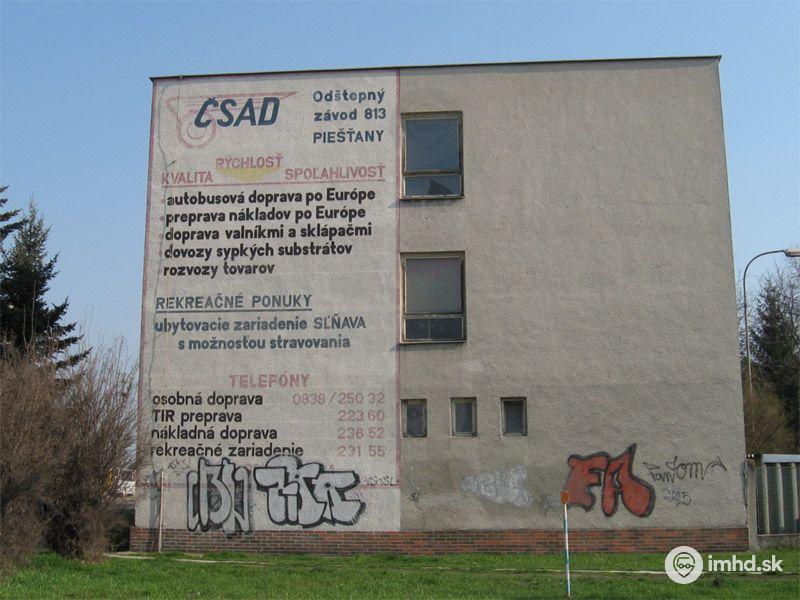 ČSAD
Odštepný
závod 813
PIEŠŤANY
RÝCHLOSŤ
KVALITA SPOĽAHLIVOSŤ
autobusová doprava po Európe
preprava nákladov po Európe
doprava valníkmi a sklápačmi
dovozy sypkých substrátov
rozvozy tovarov
REKREAČNÉ PONUKY
ubytovacie zariadenie SĽŇAVA
s možnosťou stravovania
TELEFÓNY
osobná doprava 0838/250 32
TIR preprava 223 60
nákladná doprava 236 52
rekreačné zariadenie 231 55
FA
imhd.sk